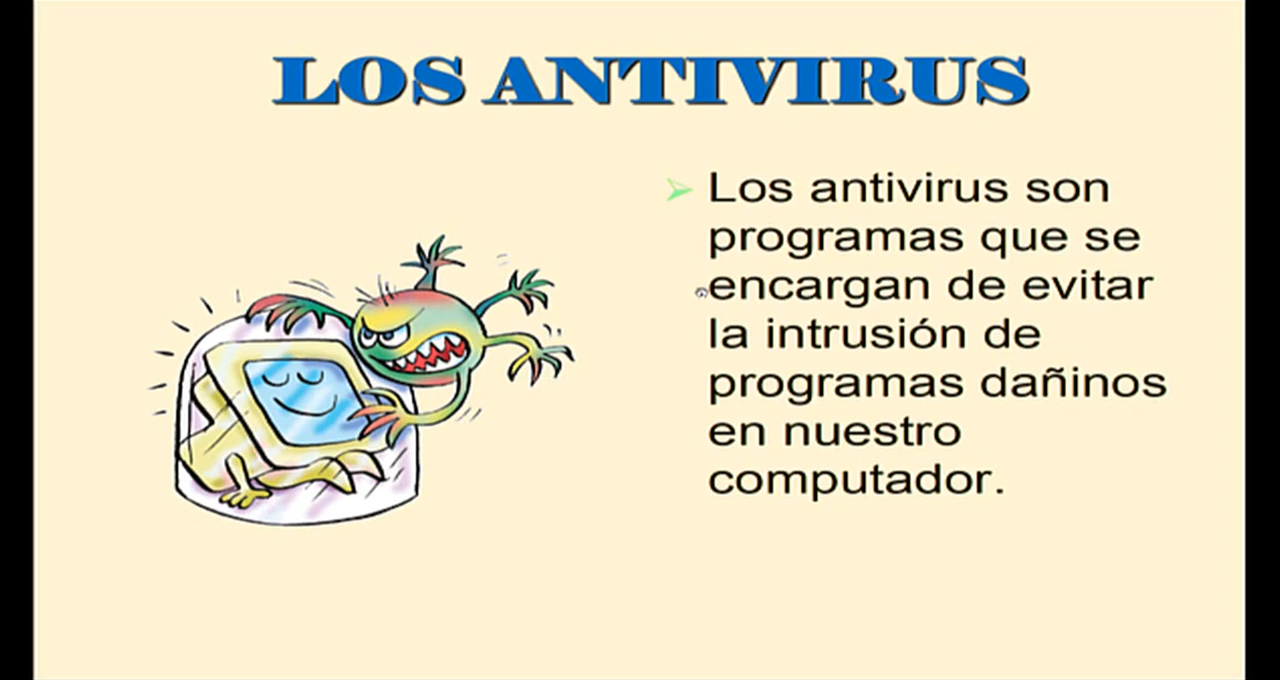 LOS ANTIVIRUS
Los antivirus son
programas que se
encargan de evitar
la intrusión de
programas dañinos
en nuestro
computador.